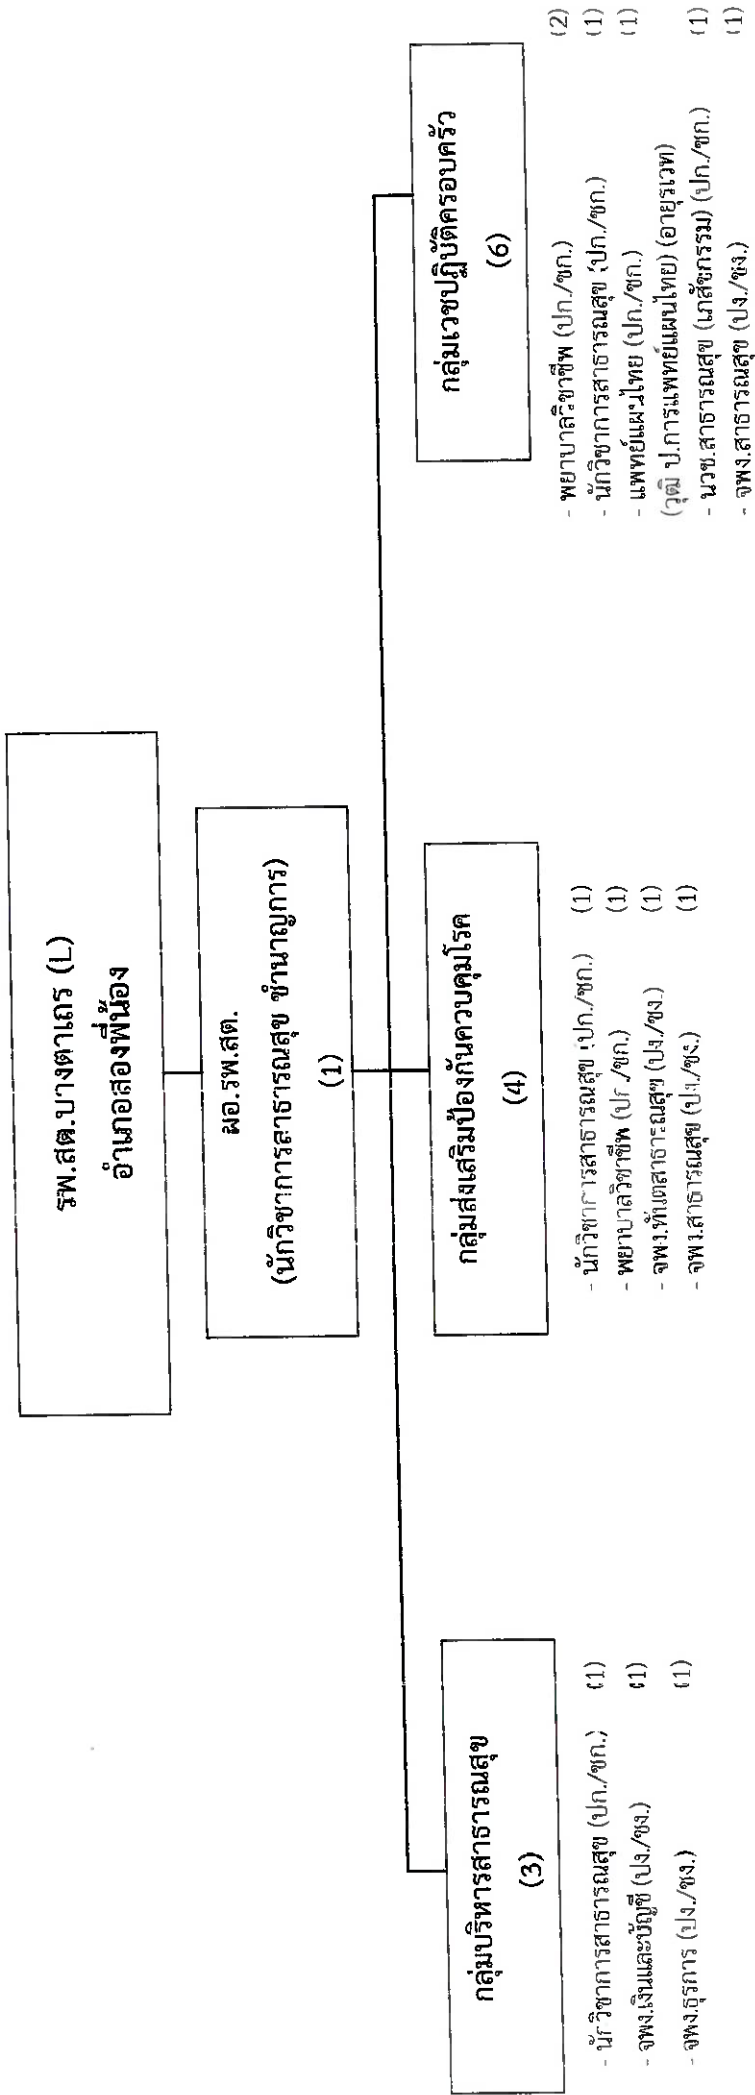 รพ.สต.บางตาเถร (L)
อำเภอสองพี่น้อง
ผอ.รพ.สต.
(นักวิชาการสาธารณสุข ชำนาญการ)
(1)
กลุ่มบริหารสาธารณสุข
(3)
- นักวิชาการสาธารณสุข (ปก./ชก.) (1)
- จพง.เงินและบัญชี (ปง./ชง.) (1)
- จพง.ธุรการ (ปง./ชง.) (1)
กลุ่มส่งเสริมป้องกันควบคุมโรค
(4)
- นักวิชาการสาธารณสุข (ปก./ชก.) (1)
- พยาบาลวิชาชีพ (ปก./ชก.) (1)
- จพง.ทันตสาธารณสุข (ปง./ชง.) (1)
- จพง.สาธารณสุข (ปง./ชง.) (1)
กลุ่มเวชปฏิบัติครอบครัว
(6)
- พยาบาลวิชาชีพ (ปก./ชก.) (2)
- นักวิชาการสาธารณสุข (ปก./ชก.) (1)
- แพทย์แผนไทย (ปก./ชก.) (1)
(วุฒิ ป.การแพทย์แผนไทย) (อายุรเวท)
- นวช.สาธารณสุข (เภสัชกรรม) (ปก./ชก.) (1)
- จพง.สาธารณสุข (ปง./ชง.) (1)